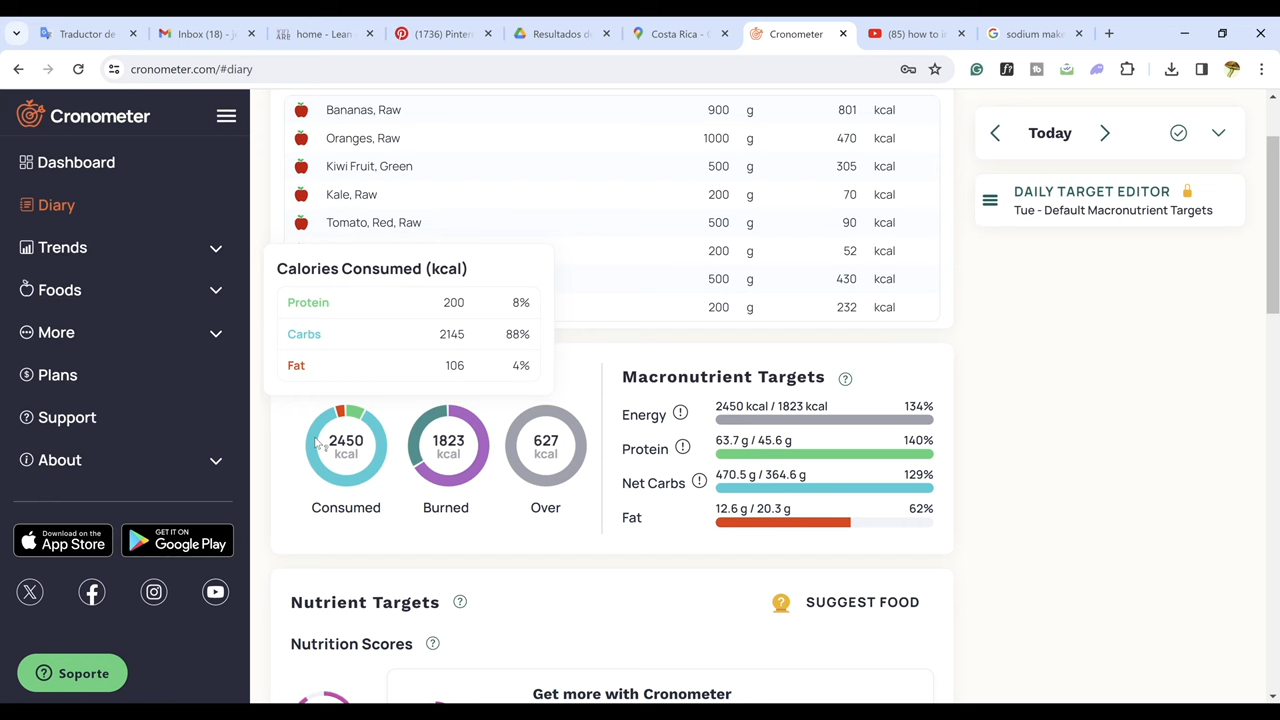 Traductor de
Inbox (18) - j
home - Lean
(1736) Pinter
Resultados de
Costa Rica - C
Cronometer
(85) how to in
sodium make
cronometer.com/#diary
Cronometer
Dashboard
Diary
Trends
Foods
More
Plans
Support
About
Download on the
App Store
GET IT ON
Google Play
Soporte
Bananas, Raw 900 g 801 kcal
Oranges, Raw 1000 g 470 kcal
Kiwi Fruit, Green 500 g 305 kcal
Kale, Raw 200 g 70 kcal
Tomato, Red, Raw 500 g 90 kcal
200 g 52 kcal
500 g 430 kcal
200 g 232 kcal
Calories Consumed (kcal)
Protein 200 8%
Carbs 2145 88%
Fat 106 4%
2450 kcal
Consumed
1823 kcal
Burned
627 kcal
Over
Macronutrient Targets
Energy 2450 kcal / 1823 kcal 134%
Protein 63.7 g / 45.6 g 140%
Net Carbs 470.5 g / 364.6 g 129%
Fat 12.6 g / 20.3 g 62%
Nutrient Targets
SUGGEST FOOD
Nutrition Scores
Get more with Cronometer
Today
DAILY TARGET EDITOR
Tue - Default Macronutrient Targets